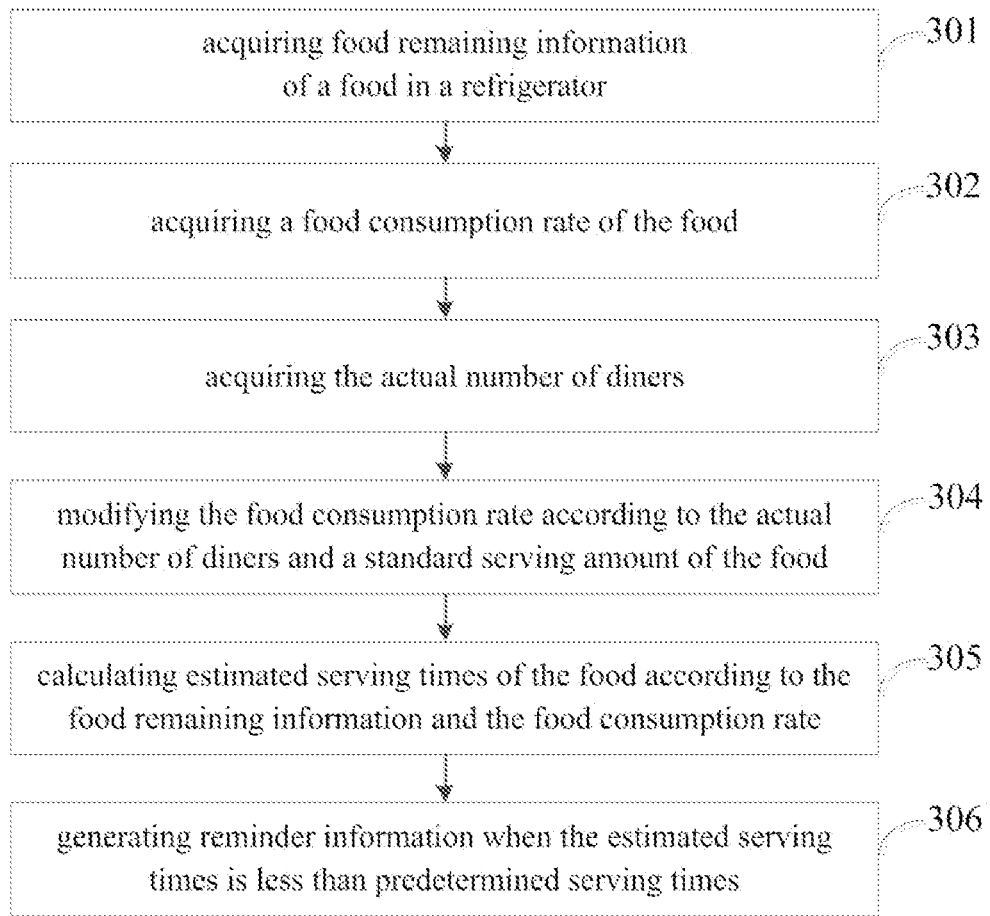 acquiring food remaining information
of a food in a refrigerator
301
acquiring a food consumption rate of the food
302
acquiring the actual number of diners
303
modifying the food consumption rate according to the actual
number of diners and a standard serving amount of the food
304
calculating estimated serving times of the food according to the
food remaining information and the food consumption rate
305
generating reminder information when the estimated serving
times is less than predetermined serving times
306